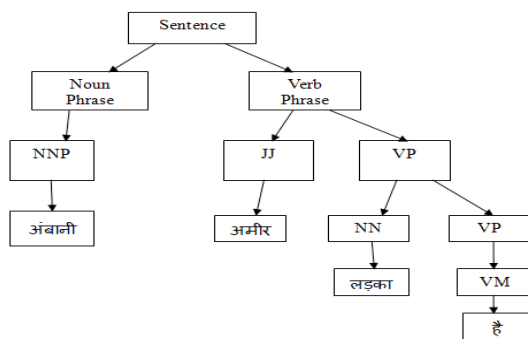 Sentence
Noun
Phrase
Verb
Phrase
NNP
JJ
VP
अंबानी
अमीर
NN
VP
लड़का
VM
है